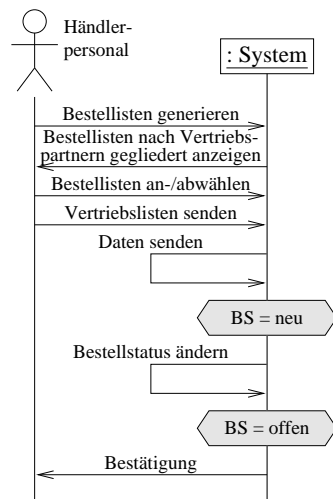 Händler-
personal
: System
Bestellisten generieren
Bestellisten nach Vertriebs-
partnern gegliedert anzeigen
Bestellisten an-/abwählen
Vertriebslisten senden
Daten senden
BS = neu
Bestellstatus ändern
BS = offen
Bestätigung